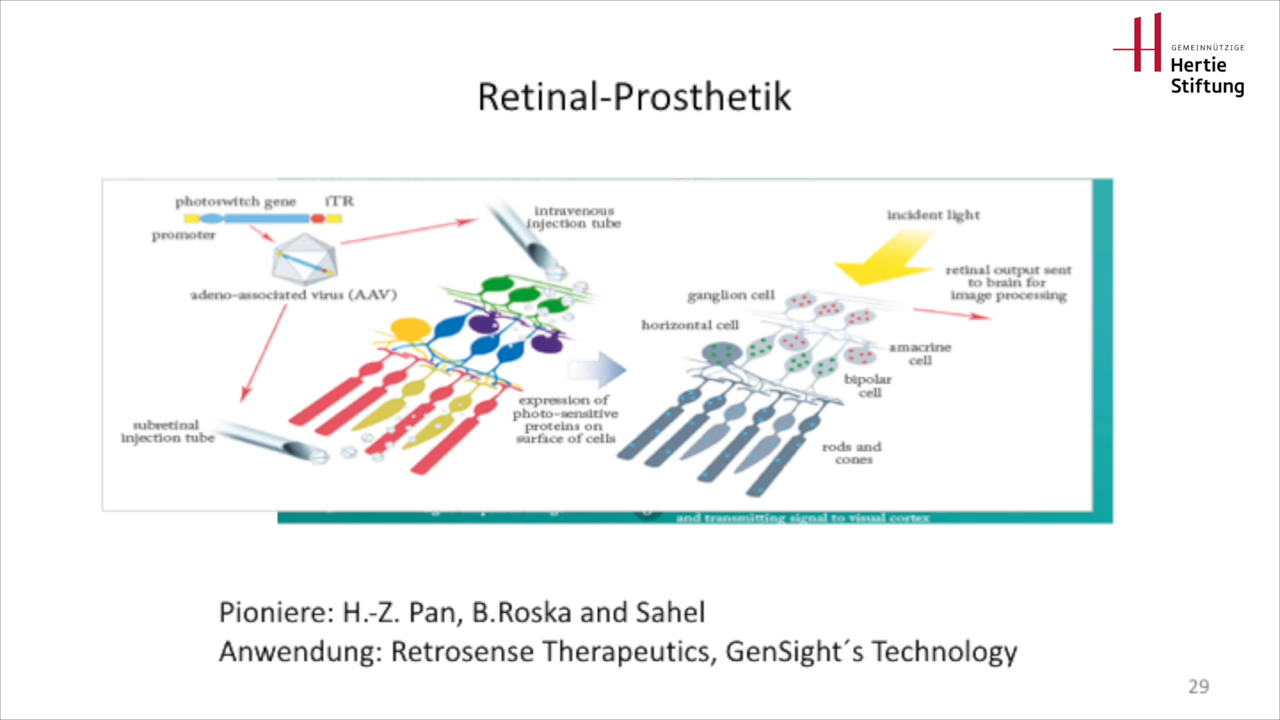 GEMEINNÜTZIGE
Hertie
Stiftung
Retinal-Prosthetik
photoswitch gene
iTR
promoter
adeno-associated virus (AAV)
intravenous
injection tube
subretinal
injection tube
expression of
photo-sensitive
proteins on
surface of cells
incident light
retinal output sent
to brain for
image processing
ganglion cell
horizontal cell
amacrine
cell
bipolar
cell
rods and
cones
and transmitting signal to visual cortex
Pioniere: H.-Z. Pan, B.Roska and Sahel
Anwendung: Retrosense Therapeutics, GenSight´s Technology
29